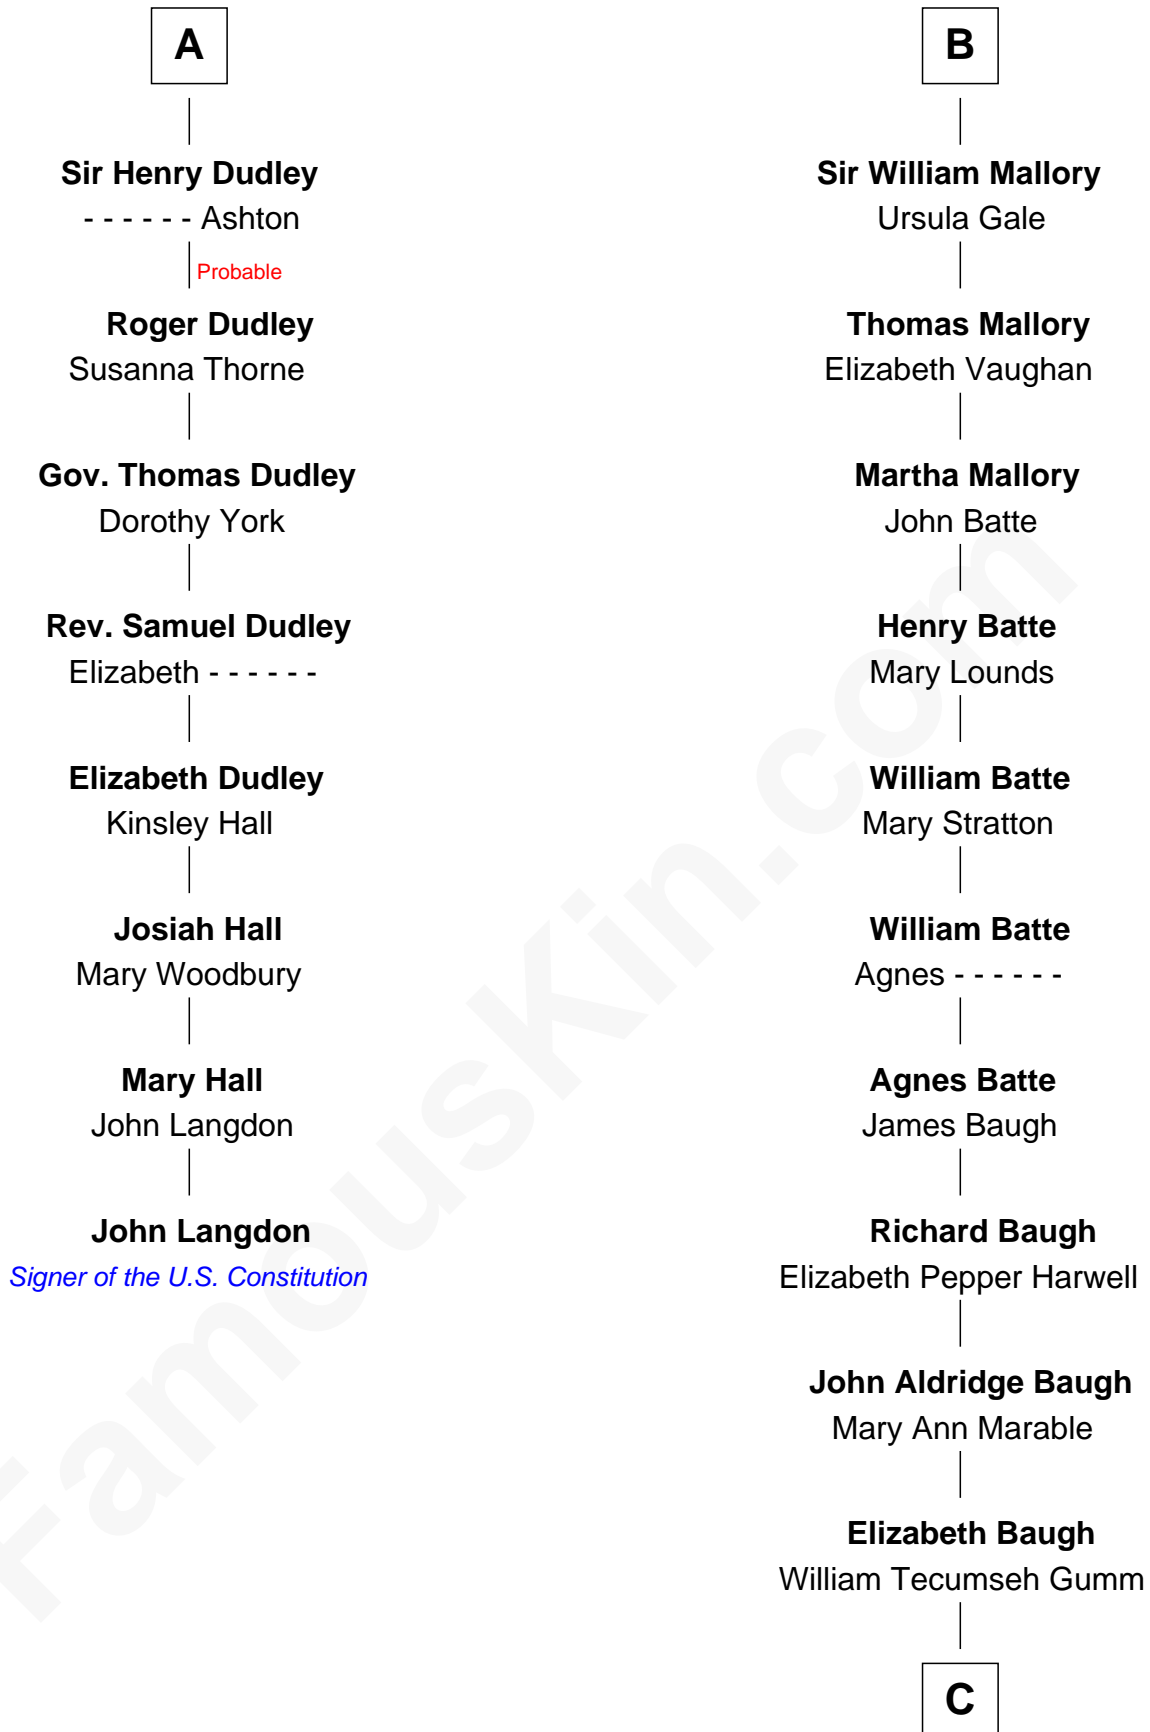 A
Sir Henry Dudley
- - - - - - Ashton
Probable
Roger Dudley
Susanna Thorne
Gov. Thomas Dudley
Dorothy York
Rev. Samuel Dudley
Elizabeth - - - - - -
Elizabeth Dudley
Kinsley Hall
Josiah Hall
Mary Woodbury
Mary Hall
John Langdon
John Langdon
Signer of the U.S. Constitution
B
Sir William Mallory
Ursula Gale
Thomas Mallory
Elizabeth Vaughan
Martha Mallory
John Batte
Henry Batte
Mary Lounds
William Batte
Mary Stratton
William Batte
Agnes - - - - - -
Agnes Batte
James Baugh
Richard Baugh
Elizabeth Pepper Harwell
John Aldridge Baugh
Mary Ann Marable
Elizabeth Baugh
William Tecumseh Gumm
C
FamousKin.com